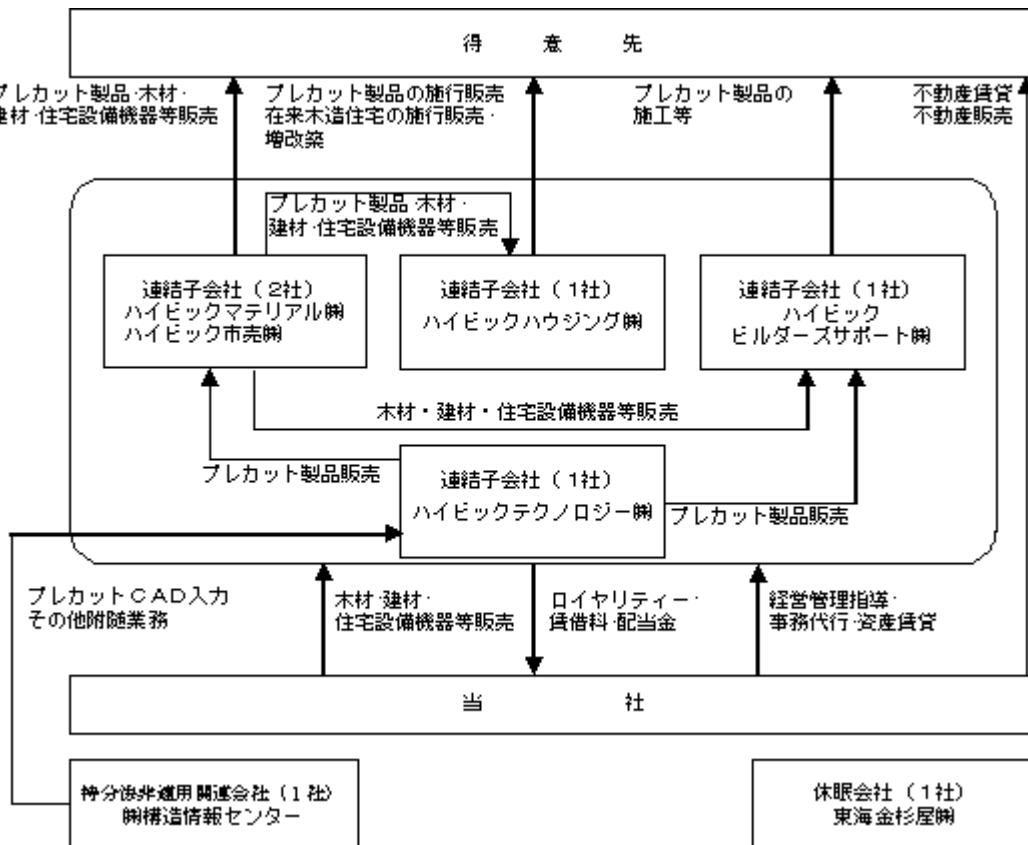 得意先
プレカット製品・木材・
建材・住宅設備機器等販売
プレカット製品の施行販売
在来木造住宅の施行販売・
増改築
プレカット製品の
施工等
不動産賃貸
不動産販売
プレカット製品・木材・
建材・住宅設備機器等販売
連結子会社（２社）
ハイビックマテリアル㈱
ハイビック市売㈱
連結子会社（１社）
ハイビックハウジング㈱
連結子会社（１社）
ハイビック
ビルダーズサポート㈱
木材・建材・住宅設備機器等販売
プレカット製品販売
連結子会社（１社）
ハイビックテクノロジー㈱
プレカット製品販売
プレカットＣＡＤ入力
その他附随業務
木材・建材・
住宅設備機器等販売
ロイヤリティー・
賃借料・配当金
経営管理指導・
事務代行・資産賃貸
当社
持分法非適用関連会社（１社）
㈱構造情報センター
休眠会社（１社）
東海金杉屋㈱